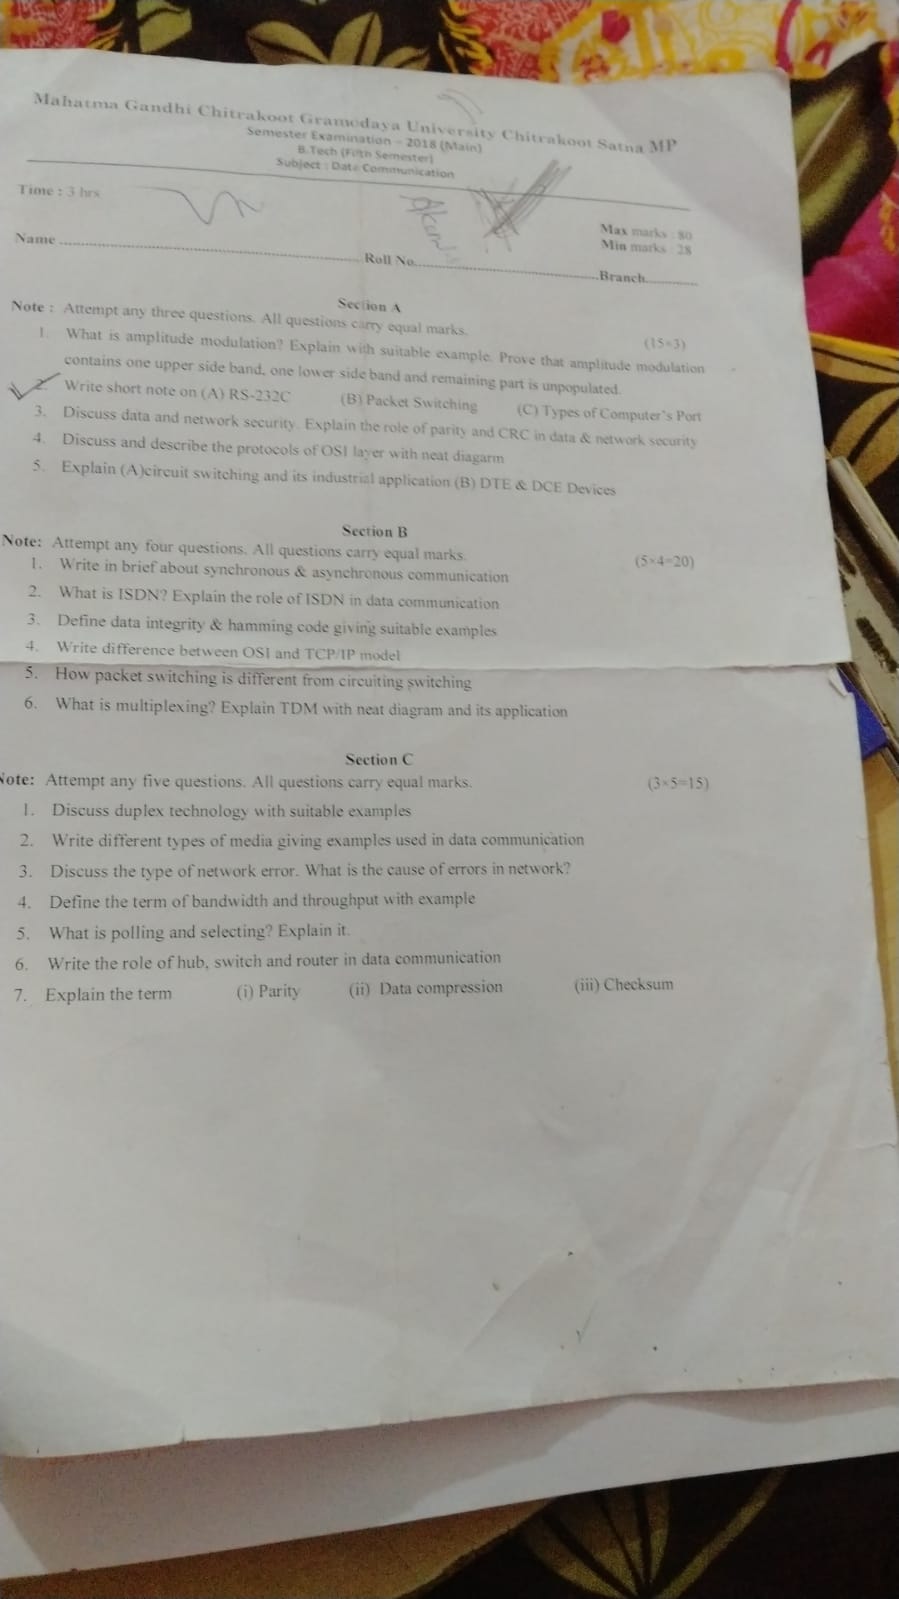 Mahatma Gandhi Chitrakoot Gramodaya University Chitrakoot Satna MP
Semester Examination - 2018 (Main)
B.Tech (Fifth Semester)
Subject : Data Communication
Time : 3 hrs
Max marks : 80
Min marks : 28
Name ........ Roll No. ........ Branch........
Section A
Note : Attempt any three questions. All questions carry equal marks. (15×3)
1. What is amplitude modulation? Explain with suitable example. Prove that amplitude modulation
contains one upper side band, one lower side band and remaining part is unpopulated.
2. Write short note on (A) RS-232C (B) Packet Switching (C) Types of Computer's Port
3. Discuss data and network security. Explain the role of parity and CRC in data & network security
4. Discuss and describe the protocols of OSI layer with neat diagarm
5. Explain (A)circuit switching and its industrial application (B) DTE & DCE Devices
Section B
Note: Attempt any four questions. All questions carry equal marks. (5×4=20)
1. Write in brief about synchronous & asynchronous communication
2. What is ISDN? Explain the role of ISDN in data communication
3. Define data integrity & hamming code giving suitable examples
4. Write difference between OSI and TCP/IP model
5. How packet switching is different from circuiting switching
6. What is multiplexing? Explain TDM with neat diagram and its application
Section C
Note: Attempt any five questions. All questions carry equal marks. (3×5=15)
1. Discuss duplex technology with suitable examples
2. Write different types of media giving examples used in data communication
3. Discuss the type of network error. What is the cause of errors in network?
4. Define the term of bandwidth and throughput with example
5. What is polling and selecting? Explain it.
6. Write the role of hub, switch and router in data communication
7. Explain the term (i) Parity (ii) Data compression (iii) Checksum